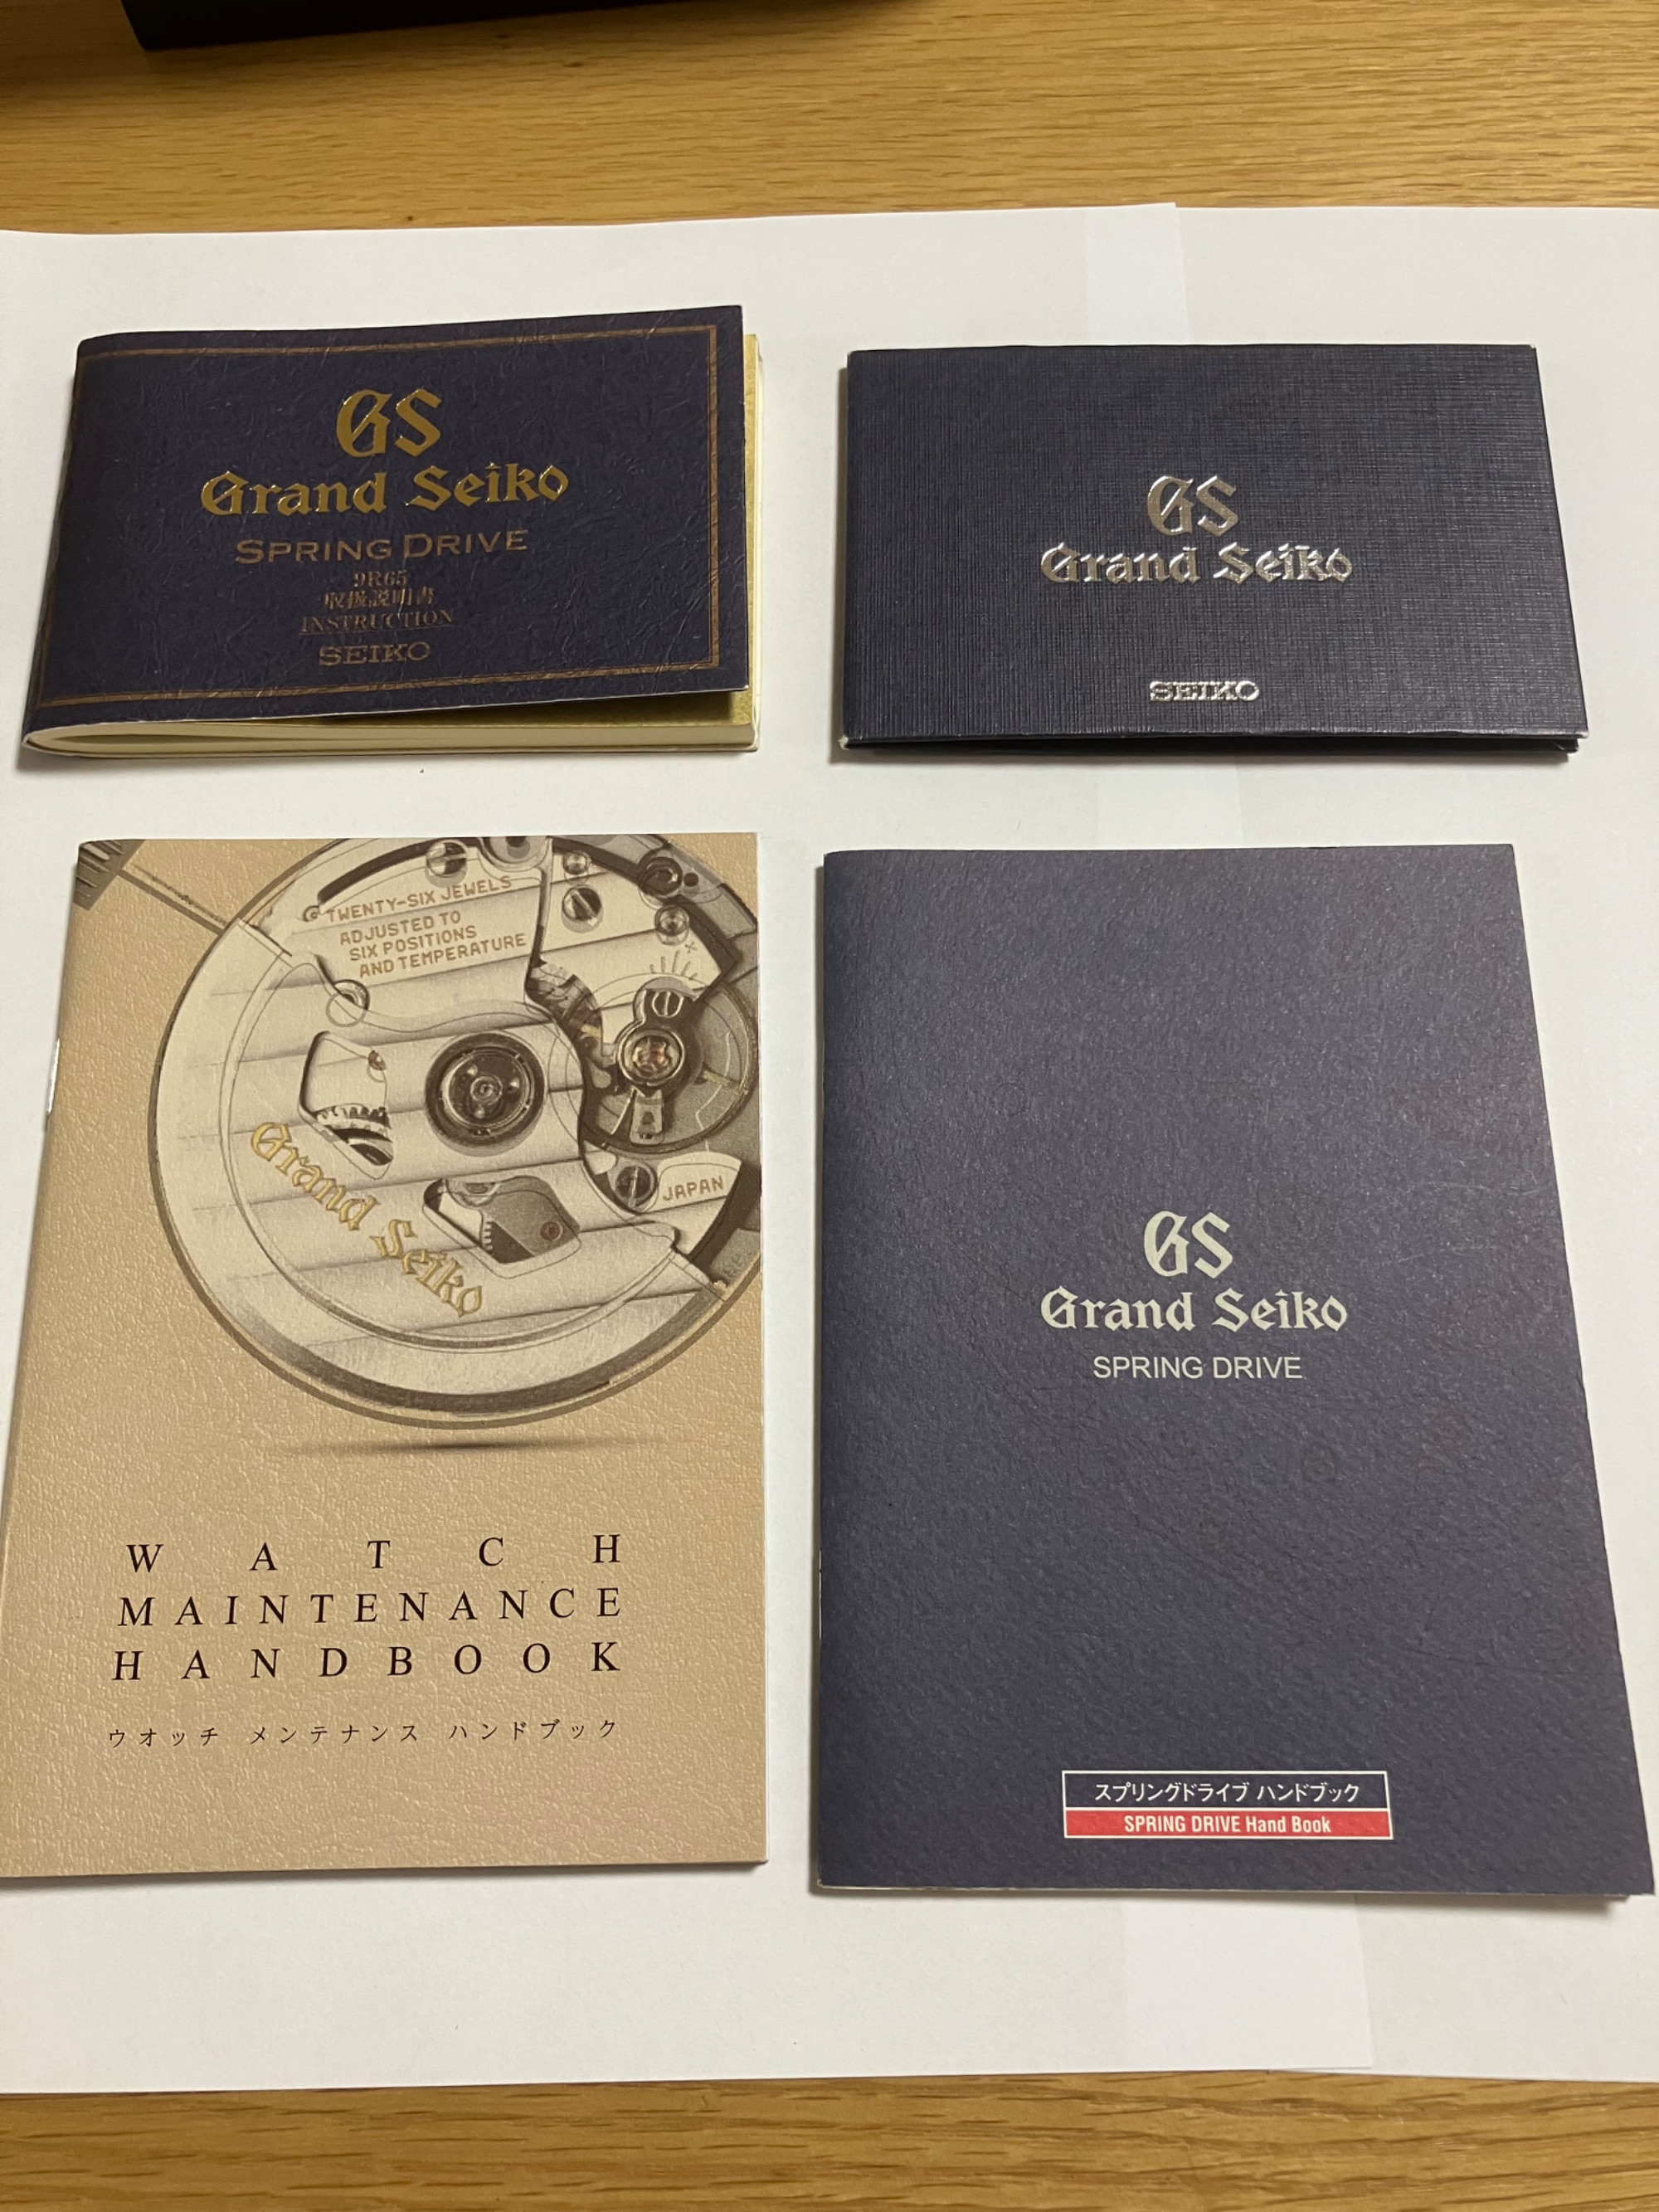 GS
Grand Seiko
SPRING DRIVE
9R65
取扱説明書
INSTRUCTION
SEIKO
GS
Grand Seiko
SEIKO
TWENTY-SIX JEWELS
ADJUSTED TO
SIX POSITIONS
AND TEMPERATURE
JAPAN
Grand Seiko
WATCH
MAINTENANCE
HANDBOOK
ウオッチ メンテナンス ハンドブック
GS
Grand Seiko
SPRING DRIVE
スプリングドライブ ハンドブック
SPRING DRIVE Hand Book